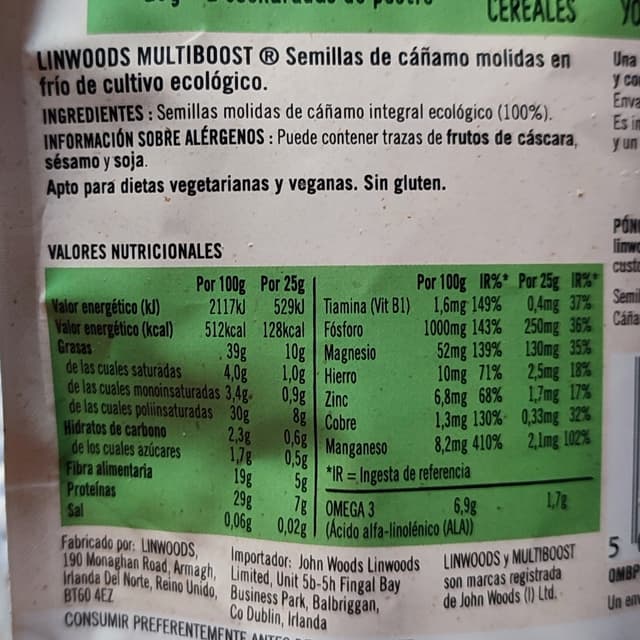 CEREALES
LINWOODS MULTIBOOST ® Semillas de cáñamo molidas en
frío de cultivo ecológico.
INGREDIENTES : Semillas molidas de cáñamo integral ecológico (100%).
INFORMACIÓN SOBRE ALÉRGENOS : Puede contener trazas de frutos de cáscara,
sésamo y soja.
Apto para dietas vegetarianas y veganas. Sin gluten.
VALORES NUTRICIONALES
Por 100g Por 25g
Valor energético (kJ) 2117kJ 529kJ
Valor energético (kcal) 512kcal 128kcal
Grasas 39g 10g
de las cuales saturadas 4,0g 1,0g
de las cuales monoinsaturadas 3,4g 0,9g
de las cuales poliinsaturadas 30g 8g
Hidratos de carbono 2,3g 0,6g
de los cuales azúcares 1,7g 0,5g
Fibra alimentaria 19g 5g
Proteínas 29g 7g
Sal 0,06g 0,02g
Por 100g IR%* Por 25g IR%*
Tiamina (Vit B1) 1,6mg 149% 0,4mg 37%
Fósforo 1000mg 143% 250mg 36%
Magnesio 52mg 139% 130mg 35%
Hierro 10mg 71% 2,5mg 18%
Zinc 6,8mg 68% 1,7mg 17%
Cobre 1,3mg 130% 0,33mg 32%
Manganeso 8,2mg 410% 2,1mg 102%
*IR = Ingesta de referencia
OMEGA 3 6,9g 1,7g
(Ácido alfa-linolénico (ALA))
Fabricado por: LINWOODS,
190 Monaghan Road, Armagh,
Irlanda Del Norte, Reino Unido,
BT60 4EZ
Importador: John Woods Linwoods
Limited, Unit 5b-5h Fingal Bay
Business Park, Balbriggan,
Co Dublin, Irlanda
LINWOODS y MULTIBOOST
son marcas registrada
de John Woods (I) Ltd.
CONSUMIR PREFERENTEMENTE
Una
y
Es
y un
5
Un